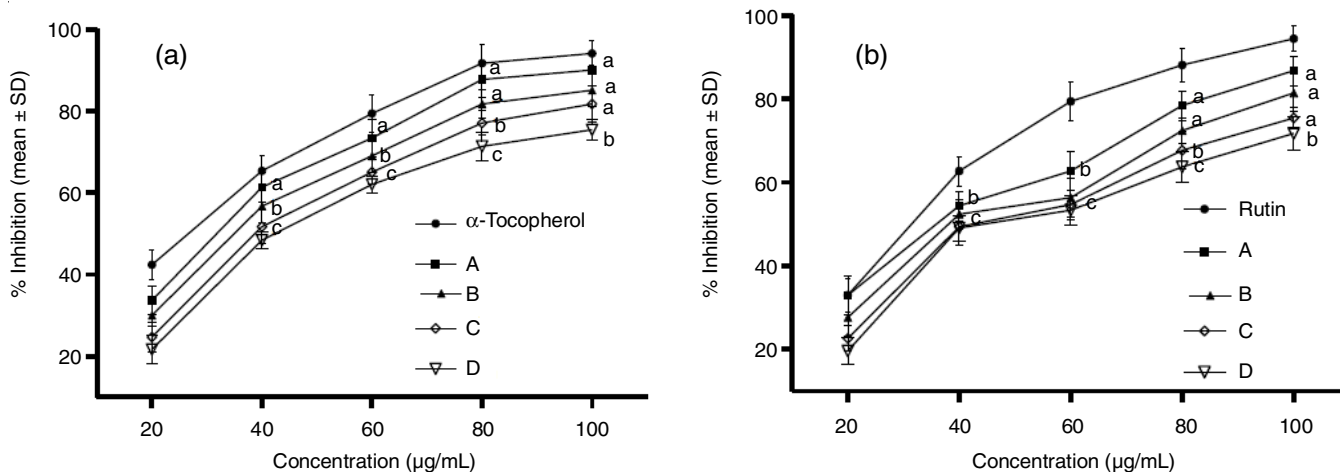 (a)
% Inhibition (mean ± SD)
100
80
60
40
20
a
a
a
a
a
a
a
a
b
b
b
b
c
c
c
α-Tocopherol
A
B
C
D
20 40 60 80 100
Concentration (µg/mL)
(b)
% Inhibition (mean ± SD)
100
80
60
40
20
a
a
a
a
a
b
b
b
b
c
c
c
Rutin
A
B
C
D
20 40 60 80 100
Concentration (µg/mL)